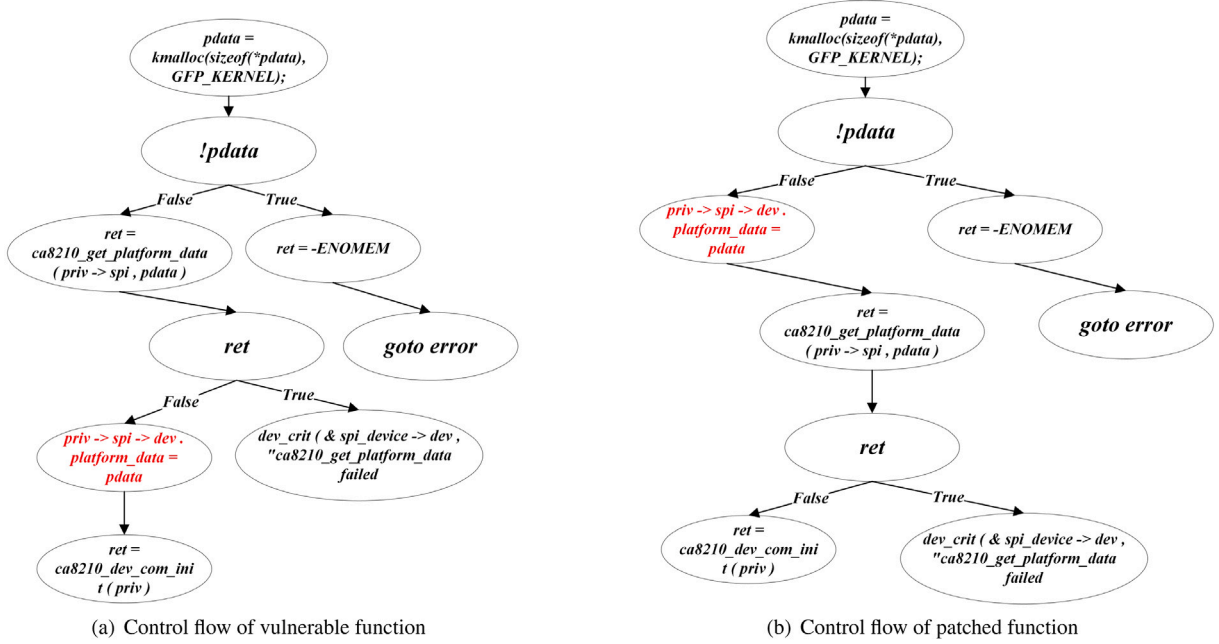 pdata =
kmalloc(sizeof(*pdata),
GFP_KERNEL);
!pdata
False
True
ret =
ca8210_get_platform_data
( priv -> spi , pdata )
ret = -ENOMEM
ret
goto error
False
True
priv -> spi -> dev .
platform_data =
pdata
dev_crit ( & spi_device -> dev ,
"ca8210_get_platform_data
failed
ret =
ca8210_dev_com_ini
t ( priv )
(a) Control flow of vulnerable function
pdata =
kmalloc(sizeof(*pdata),
GFP_KERNEL);
!pdata
False
True
priv -> spi -> dev .
platform_data =
pdata
ret = -ENOMEM
ret =
ca8210_get_platform_data
( priv -> spi , pdata )
goto error
ret
False
True
ret =
ca8210_dev_com_ini
t ( priv )
dev_crit ( & spi_device -> dev ,
"ca8210_get_platform_data
failed
(b) Control flow of patched function